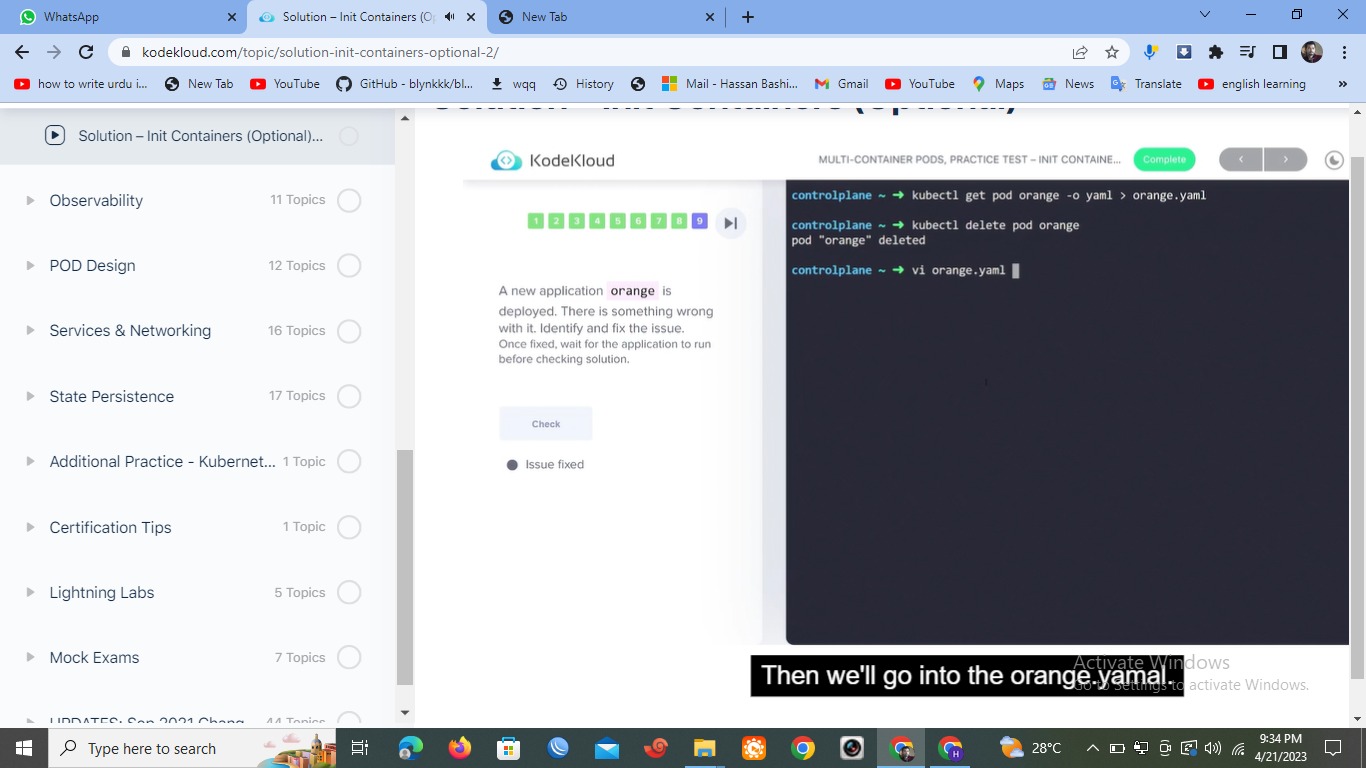 WhatsApp
Solution – Init Containers (O
New Tab
kodekloud.com/topic/solution-init-containers-optional-2/
how to write urdu i...
New Tab
YouTube
GitHub - blynkkk/bl...
wqq
History
Mail - Hassan Bashi...
Gmail
YouTube
Maps
News
Translate
english learning
»
Solution – Init Containers (Optional)
Solution – Init Containers (Optional)...
Observability
11 Topics
POD Design
12 Topics
Services & Networking
16 Topics
State Persistence
17 Topics
Additional Practice - Kubernet...
1 Topic
Certification Tips
1 Topic
Lightning Labs
5 Topics
Mock Exams
7 Topics
UPDATES: Sep 2021 Chang
44 Topics
KodeKloud
MULTI-CONTAINER PODS, PRACTICE TEST – INIT CONTAINE...
Complete
1 2 3 4 5 6 7 8 9
A new application orange is
deployed. There is something wrong
with it. Identify and fix the issue.
Once fixed, wait for the application to run
before checking solution.
Check
Issue fixed
controlplane ~ ➜ kubectl get pod orange -o yaml > orange.yaml
controlplane ~ ➜ kubectl delete pod orange
pod "orange" deleted
controlplane ~ ➜ vi orange.yaml
Then we'll go into the orange.yamal.
Activate Windows
Go to Settings to activate Windows.
Type here to search
28°C
9:34 PM
4/21/2023